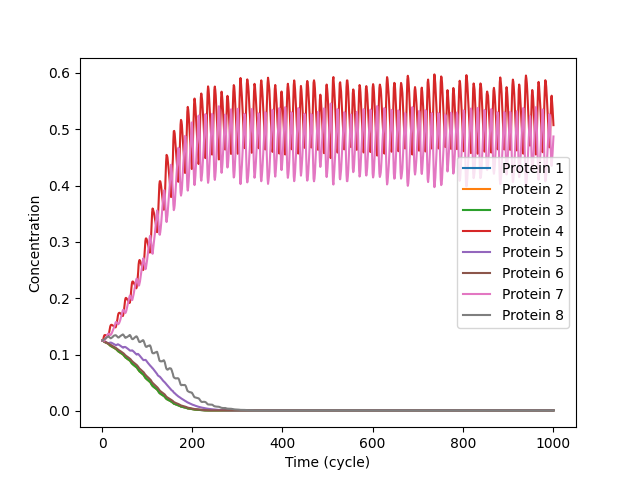 0.6
0.5
0.4
0.3
0.2
0.1
0.0
Concentration
Protein 1
Protein 2
Protein 3
Protein 4
Protein 5
Protein 6
Protein 7
Protein 8
0 200 400 600 800 1000
Time (cycle)